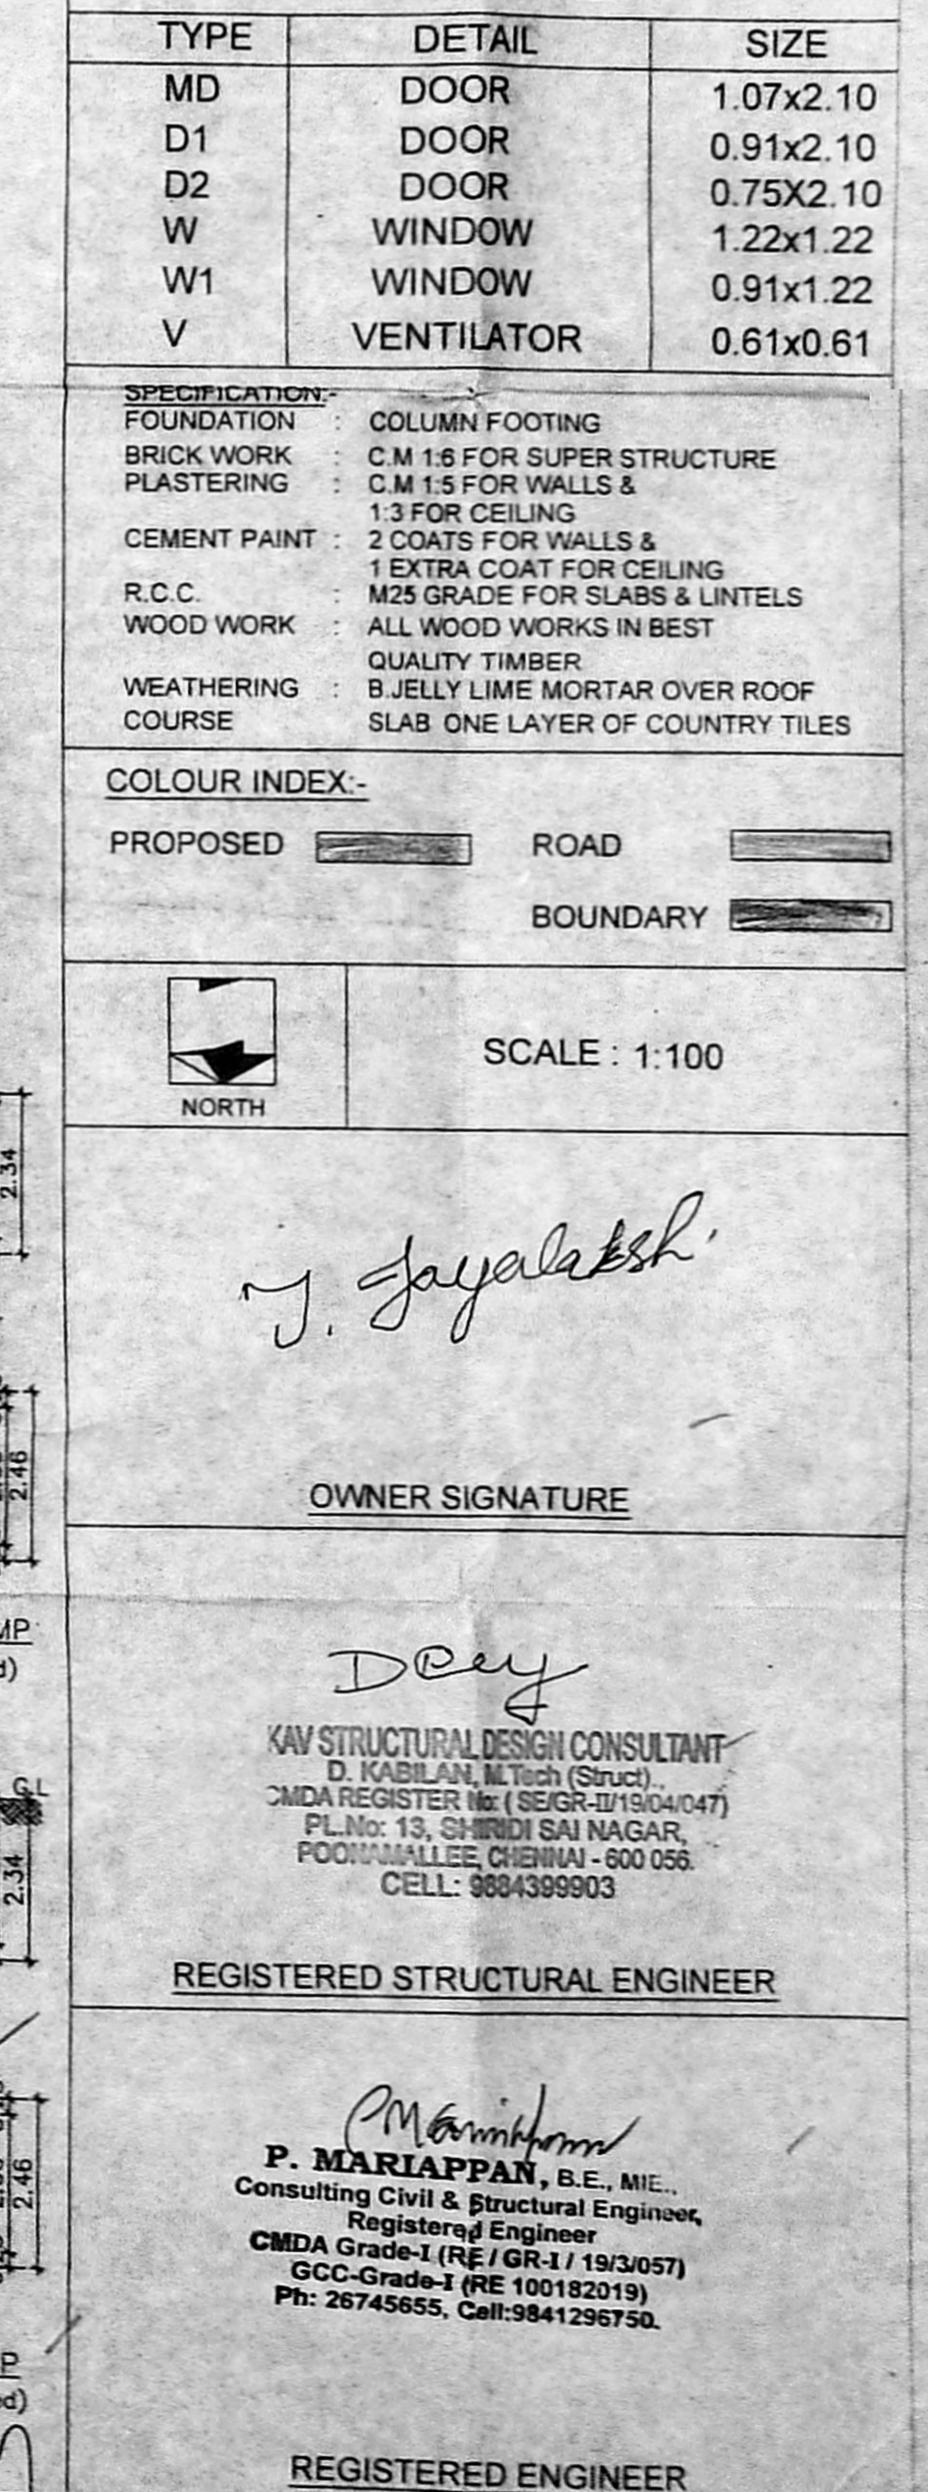 TYPE DETAIL SIZE
MD DOOR 1.07x2.10
D1 DOOR 0.91x2.10
D2 DOOR 0.75X2.10
W WINDOW 1.22x1.22
W1 WINDOW 0.91x1.22
V VENTILATOR 0.61x0.61
SPECIFICATION:-
FOUNDATION : COLUMN FOOTING
BRICK WORK : C.M 1:6 FOR SUPER STRUCTURE
PLASTERING : C.M 1:5 FOR WALLS &
1:3 FOR CEILING
CEMENT PAINT : 2 COATS FOR WALLS &
1 EXTRA COAT FOR CEILING
R.C.C. : M25 GRADE FOR SLABS & LINTELS
WOOD WORK : ALL WOOD WORKS IN BEST
QUALITY TIMBER
WEATHERING : B.JELLY LIME MORTAR OVER ROOF
COURSE SLAB ONE LAYER OF COUNTRY TILES
COLOUR INDEX:-
PROPOSED ROAD
BOUNDARY
NORTH
SCALE : 1:100
2.34
J. Jayalaksh
2.46
OWNER SIGNATURE
MP
d)
KAV STRUCTURAL DESIGN CONSULTANT
D. KABILAN, M.Tech (Struct).,
CMDA REGISTER No: ( SE/GR-II/19/04/047)
PL.No: 13, SHIRIDI SAI NAGAR,
POONAMALLEE, CHENNAI - 600 056.
CELL: 9884399903
GL
2.34
REGISTERED STRUCTURAL ENGINEER
2.46
P. MARIAPPAN, B.E., MIE.,
Consulting Civil & Structural Engineer,
Registered Engineer
CMDA Grade-I (RE / GR-I / 19/3/057)
GCC-Grade-I (RE 100182019)
Ph: 26745655, Cell:9841296750.
ed)
REGISTERED ENGINEER